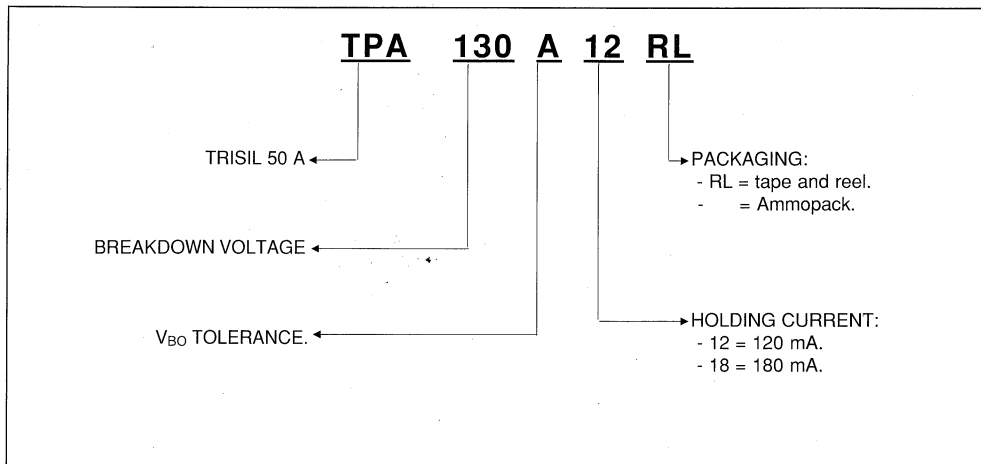 TPA 130 A 12 RL
TRISIL 50 A
PACKAGING:
- RL = tape and reel.
- = Ammopack.
BREAKDOWN VOLTAGE
VBO TOLERANCE.
HOLDING CURRENT:
- 12 = 120 mA.
- 18 = 180 mA.